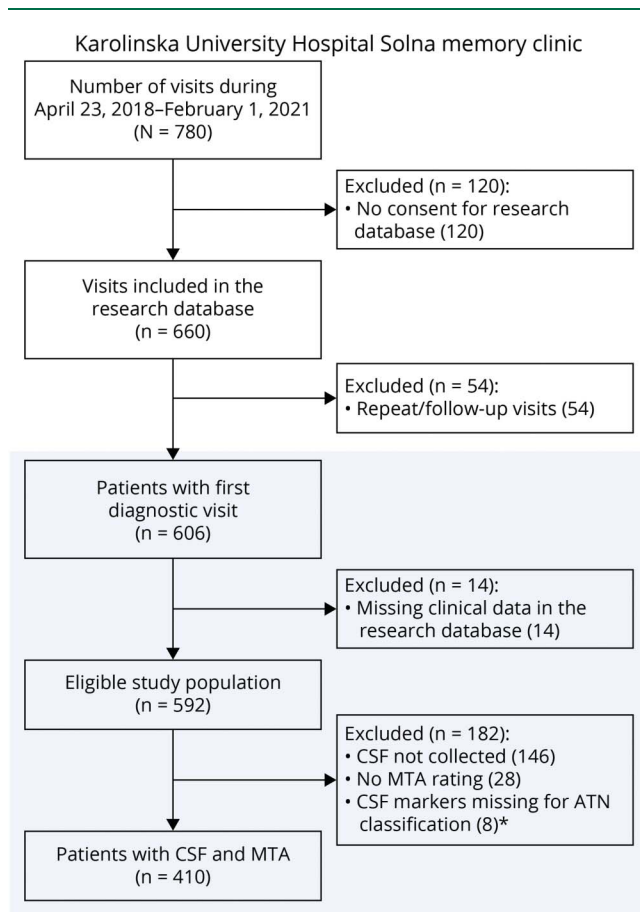 Karolinska University Hospital Solna memory clinic
Number of visits during
April 23, 2018–February 1, 2021
(N = 780)
Excluded (n = 120):
• No consent for research
database (120)
Visits included in the
research database
(n = 660)
Excluded (n = 54):
• Repeat/follow-up visits (54)
Patients with first
diagnostic visit
(n = 606)
Excluded (n = 14):
• Missing clinical data in the
research database (14)
Eligible study population
(n = 592)
Excluded (n = 182):
• CSF not collected (146)
• No MTA rating (28)
• CSF markers missing for ATN
classification (8)*
Patients with CSF and MTA
(n = 410)